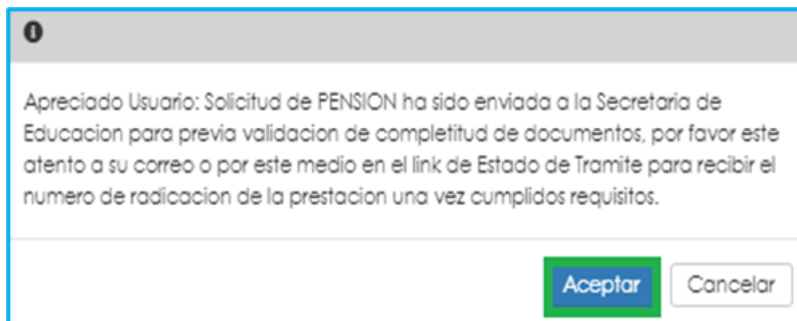 Apreciado Usuario: Solicitud de PENSION ha sido enviada a la Secretaria de
Educacion para previa validacion de completitud de documentos, por favor este
atento a su correo o por este medio en el link de Estado de Tramite para recibir el
numero de radicacion de la prestacion una vez cumplidos requisitos.
Aceptar Cancelar